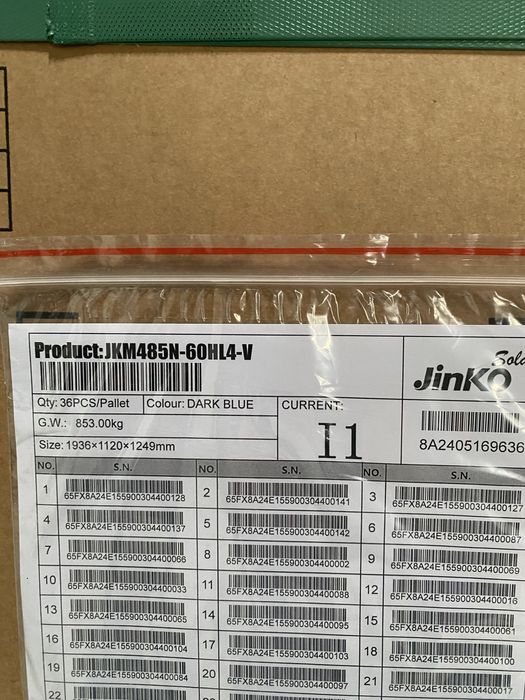 Product:JKM485N-60HL4-V
Jinko
Qty: 36PCS/Pallet Colour: DARK BLUE CURRENT:
G.W.: 853.00kg I1
Size: 1936×1120×1249mm 8A2405169636
NO. S.N. NO. S.N. NO. S.N.
1 65FX8A24E155900304400128 2 65FX8A24E155900304400141 3 65FX8A24E155900304400127
4 65FX8A24E155900304400137 5 65FX8A24E155900304400142 6 65FX8A24E155900304400087
7 65FX8A24E155900304400066 8 65FX8A24E155900304400002 9 65FX8A24E155900304400069
10 65FX8A24E155900304400033 11 65FX8A24E155900304400088 12 65FX8A24E155900304400016
13 65FX8A24E155900304400065 14 65FX8A24E155900304400095 15 65FX8A24E155900304400061
16 65FX8A24E155900304400104 17 65FX8A24E155900304400103 18 65FX8A24E155900304400100
19 65FX8A24E155900304400084 20 65FX8A24E155900304400097 21
22